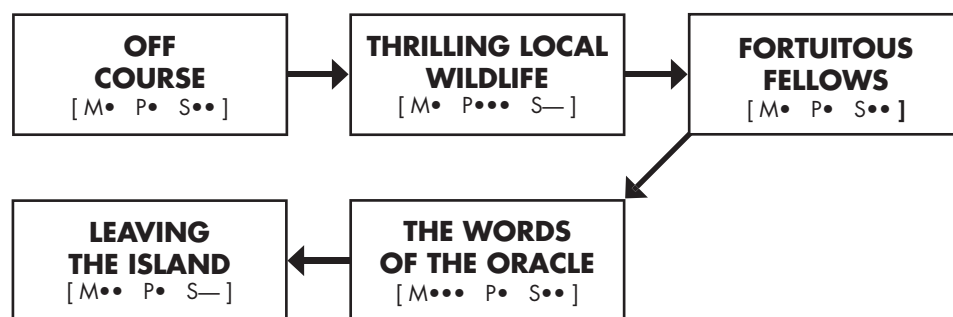 OFF
COURSE
[ M• P• S•• ]
THRILLING LOCAL
WILDLIFE
[ M• P••• S— ]
FORTUITOUS
FELLOWS
[ M• P• S•• ]
LEAVING
THE ISLAND
[ M•• P• S— ]
THE WORDS
OF THE ORACLE
[ M••• P• S•• ]